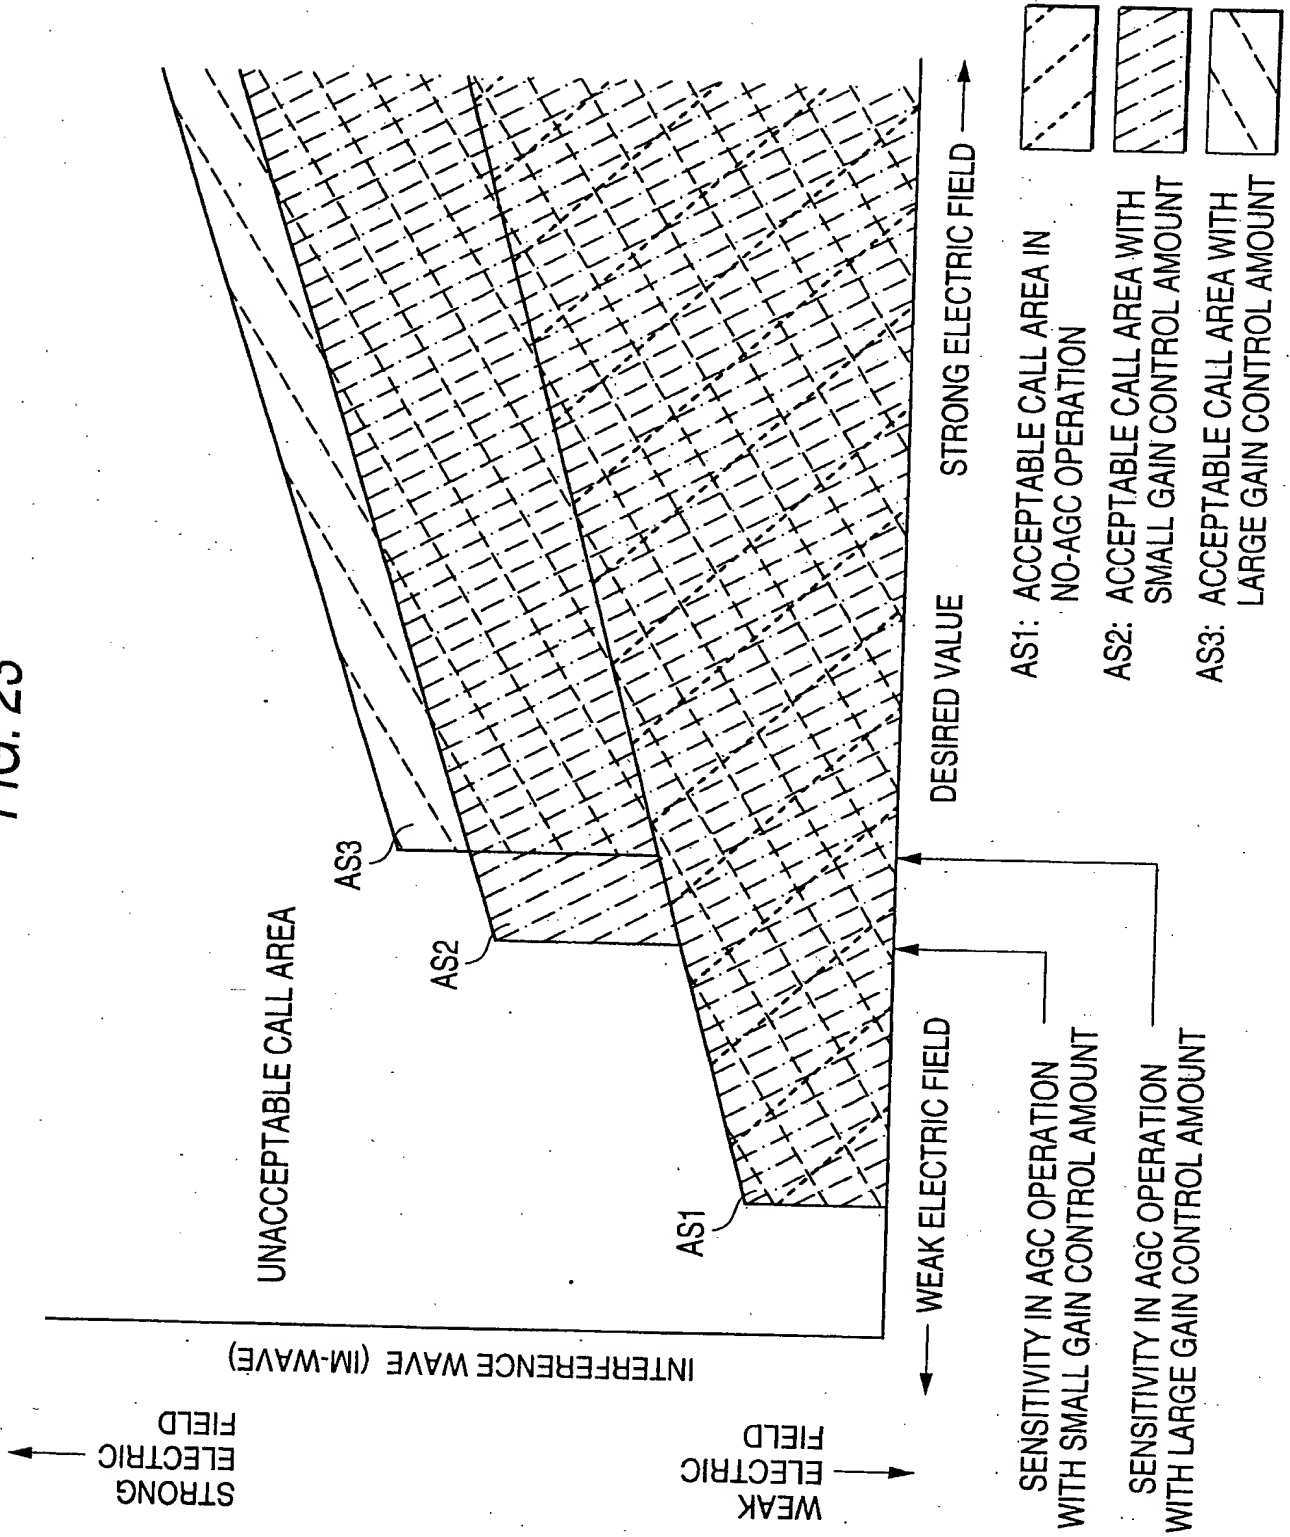 FIG. 23
STRONG
ELECTRIC
FIELD
INTERFERENCE WAVE (IM-WAVE)
WEAK
ELECTRIC
FIELD
UNACCEPTABLE CALL AREA
AS1
AS2
AS3
WEAK ELECTRIC FIELD
DESIRED VALUE
STRONG ELECTRIC FIELD
SENSITIVITY IN AGC OPERATION
WITH SMALL GAIN CONTROL AMOUNT
SENSITIVITY IN AGC OPERATION
WITH LARGE GAIN CONTROL AMOUNT
AS1: ACCEPTABLE CALL AREA IN
NO-AGC OPERATION
AS2: ACCEPTABLE CALL AREA WITH
SMALL GAIN CONTROL AMOUNT
AS3: ACCEPTABLE CALL AREA WITH
LARGE GAIN CONTROL AMOUNT